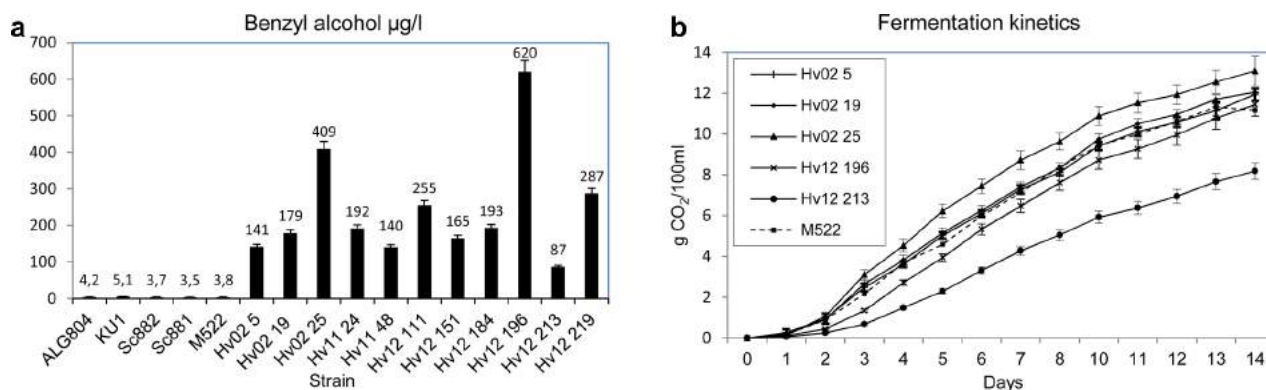 a
Benzyl alcohol µg/l
700
600
500
400
300
200
100
0
4,2
5,1
3,7
3,5
3,8
141
179
409
192
140
255
165
193
620
87
287
ALG804
KU1
Sc882
Sc881
M522
Hv02 5
Hv02 19
Hv02 25
Hv11 24
Hv11 48
Hv12 111
Hv12 151
Hv12 184
Hv12 196
Hv12 213
Hv12 219
Strain
b
Fermentation kinetics
g CO₂/100ml
14
12
10
8
6
4
2
0
Hv02 5
Hv02 19
Hv02 25
Hv12 196
Hv12 213
M522
0 1 2 3 4 5 6 7 8 10 11 12 13 14
Days